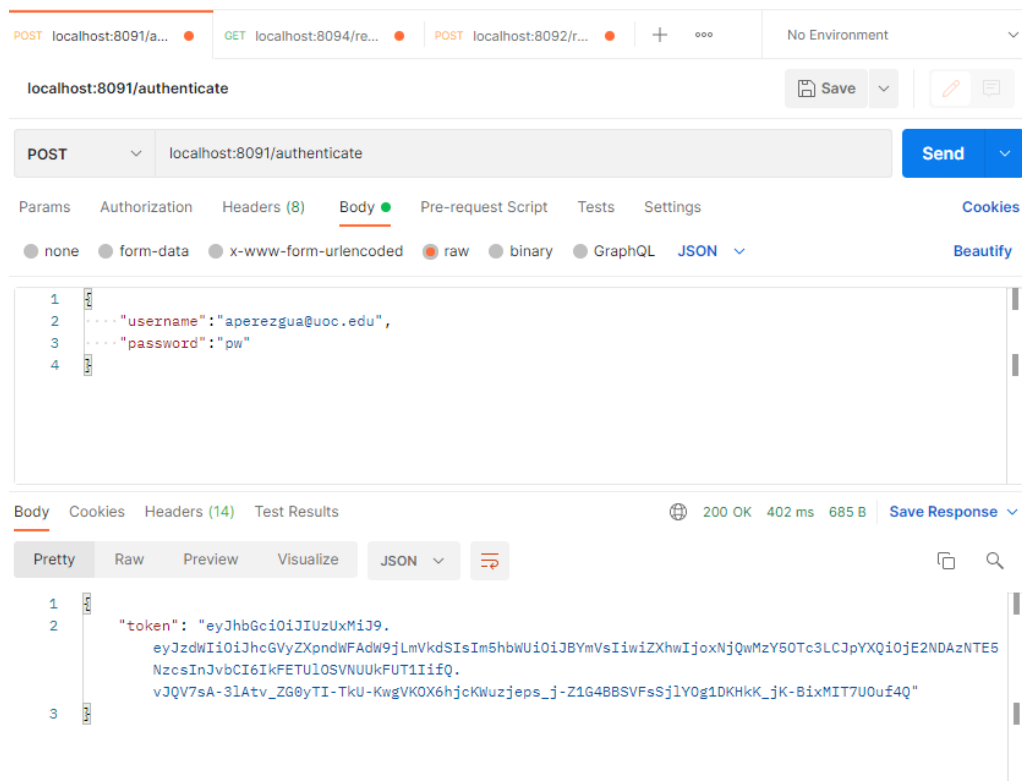 POST localhost:8091/a... GET localhost:8094/re... POST localhost:8092/r... + ooo No Environment
localhost:8091/authenticate Save
POST localhost:8091/authenticate Send
Params Authorization Headers (8) Body Pre-request Script Tests Settings Cookies
none form-data x-www-form-urlencoded raw binary GraphQL JSON Beautify
1 {
2 ····"username":"aperezgua@uoc.edu",
3 ····"password":"pw"
4 }
Body Cookies Headers (14) Test Results 200 OK 402 ms 685 B Save Response
Pretty Raw Preview Visualize JSON
1 {
2 "token": "eyJhbGciOiJIUzUxMiJ9.
eyJzdWIiOiJhcGVyZXpndWFAdW9jLmVkdSIsIm5hbWUiOiJBYmVsIiwiZXhwIjoxNjQwMzY5OTc3LCJpYXQiOjE2NDAzNTE5
NzcsInJvbCI6IkFETUlOSVNUUkFUT1IifQ.
vJQV7sA-3lAtv_ZG0yTI-TkU-KwgVKOX6hjcKWuzjeps_j-Z1G4BBSVFsSjlYOg1DKHkK_jK-BixMIT7UOuf4Q"
3 }